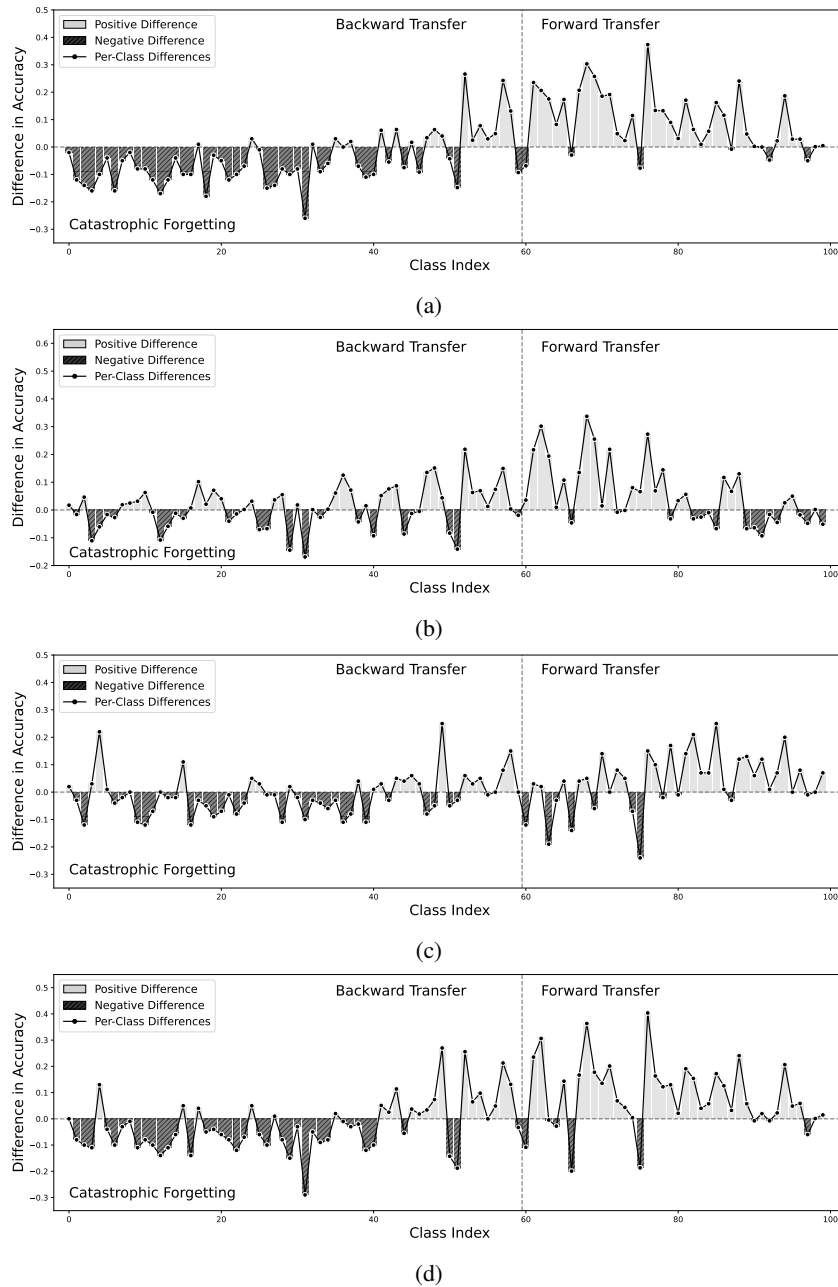 0.5
0.4
0.3
0.2
0.1
0.0
−0.1
−0.2
−0.3
Difference in Accuracy
Positive Difference
Negative Difference
Per-Class Differences
Backward Transfer
Forward Transfer
Catastrophic Forgetting
0 20 40 60 80 100
Class Index
(a)
0.6
0.5
0.4
0.3
0.2
0.1
0.0
−0.1
−0.2
Difference in Accuracy
Positive Difference
Negative Difference
Per-Class Differences
Backward Transfer
Forward Transfer
Catastrophic Forgetting
0 20 40 60 80 100
Class Index
(b)
0.5
0.4
0.3
0.2
0.1
0.0
−0.1
−0.2
−0.3
Difference in Accuracy
Positive Difference
Negative Difference
Per-Class Differences
Backward Transfer
Forward Transfer
Catastrophic Forgetting
0 20 40 60 80 100
Class Index
(c)
0.5
0.4
0.3
0.2
0.1
0.0
−0.1
−0.2
−0.3
Difference in Accuracy
Positive Difference
Negative Difference
Per-Class Differences
Backward Transfer
Forward Transfer
Catastrophic Forgetting
0 20 40 60 80 100
Class Index
(d)